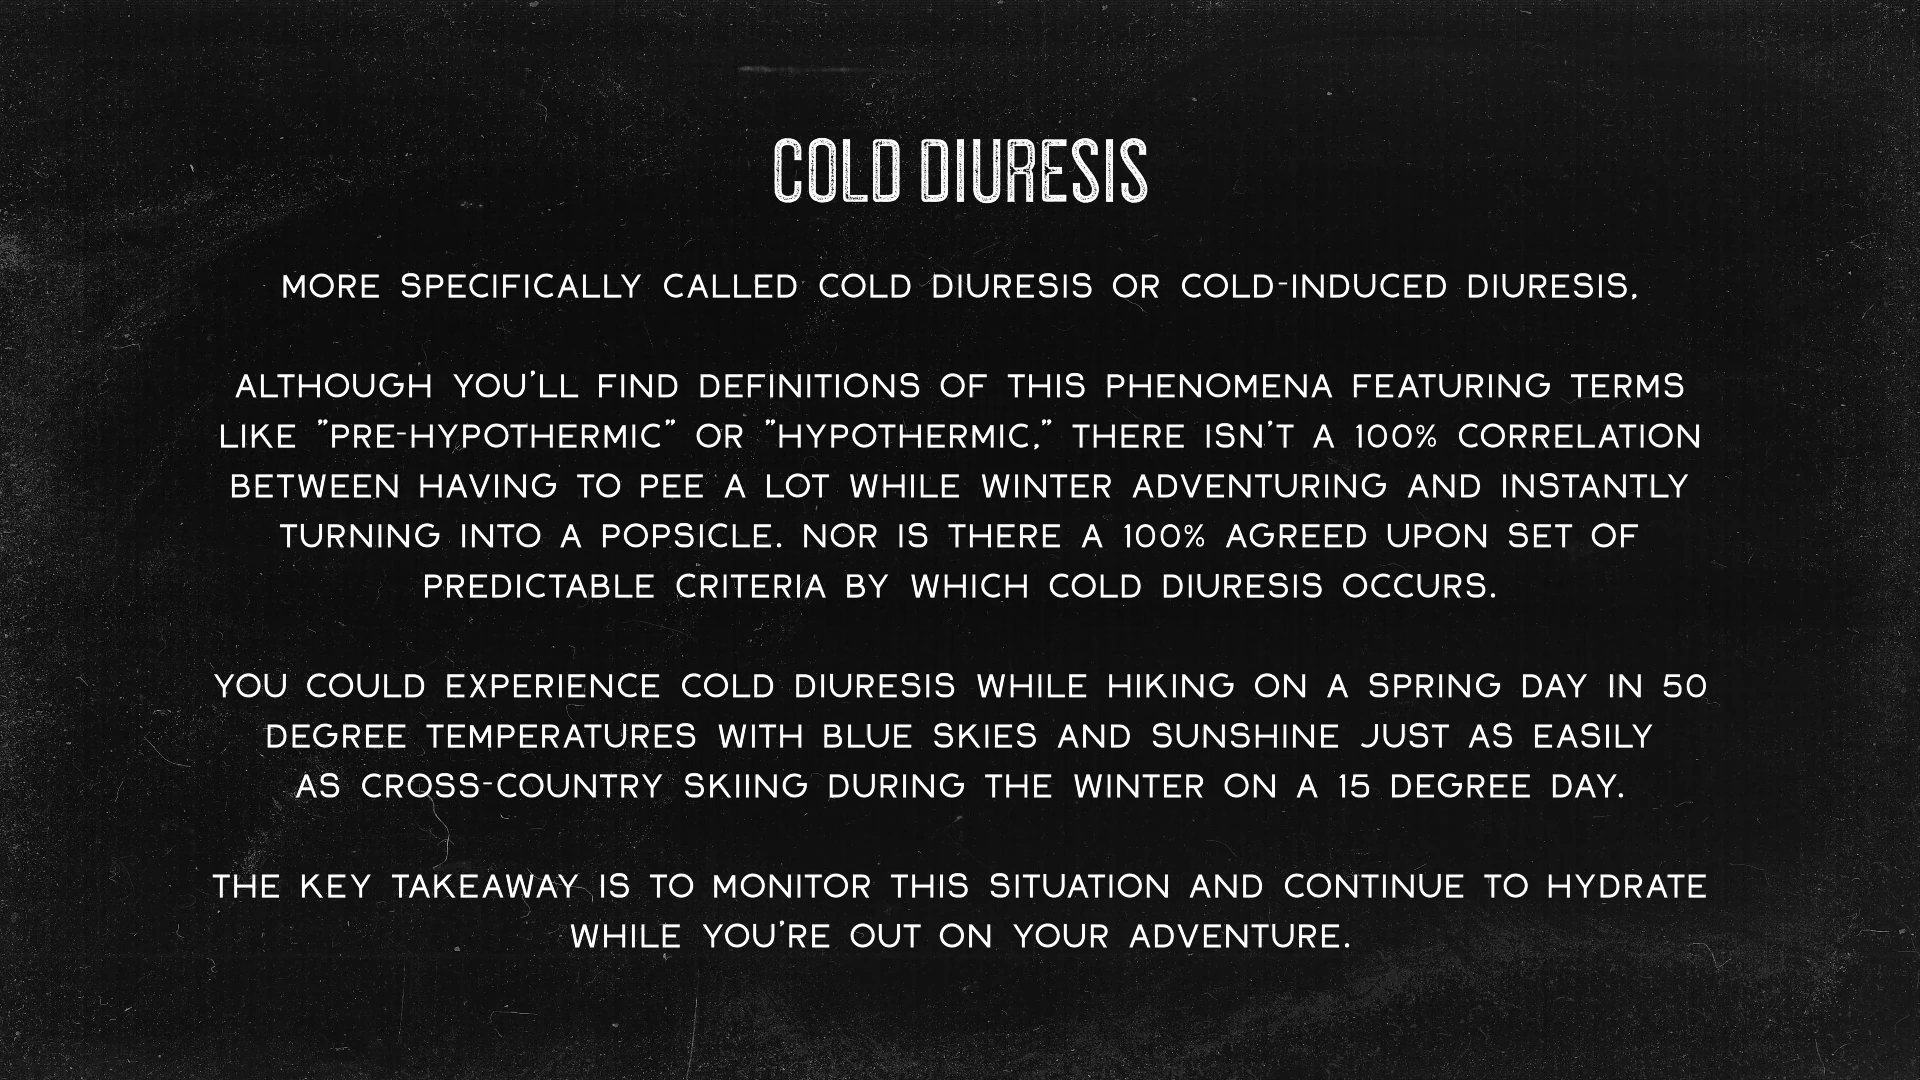 COLD DIURESIS
MORE SPECIFICALLY CALLED COLD DIURESIS OR COLD-INDUCED DIURESIS,
ALTHOUGH YOU'LL FIND DEFINITIONS OF THIS PHENOMENA FEATURING TERMS
LIKE "PRE-HYPOTHERMIC" OR "HYPOTHERMIC," THERE ISN'T A 100% CORRELATION
BETWEEN HAVING TO PEE A LOT WHILE WINTER ADVENTURING AND INSTANTLY
TURNING INTO A POPSICLE. NOR IS THERE A 100% AGREED UPON SET OF
PREDICTABLE CRITERIA BY WHICH COLD DIURESIS OCCURS.
YOU COULD EXPERIENCE COLD DIURESIS WHILE HIKING ON A SPRING DAY IN 50
DEGREE TEMPERATURES WITH BLUE SKIES AND SUNSHINE JUST AS EASILY
AS CROSS-COUNTRY SKIING DURING THE WINTER ON A 15 DEGREE DAY.
THE KEY TAKEAWAY IS TO MONITOR THIS SITUATION AND CONTINUE TO HYDRATE
WHILE YOU'RE OUT ON YOUR ADVENTURE.